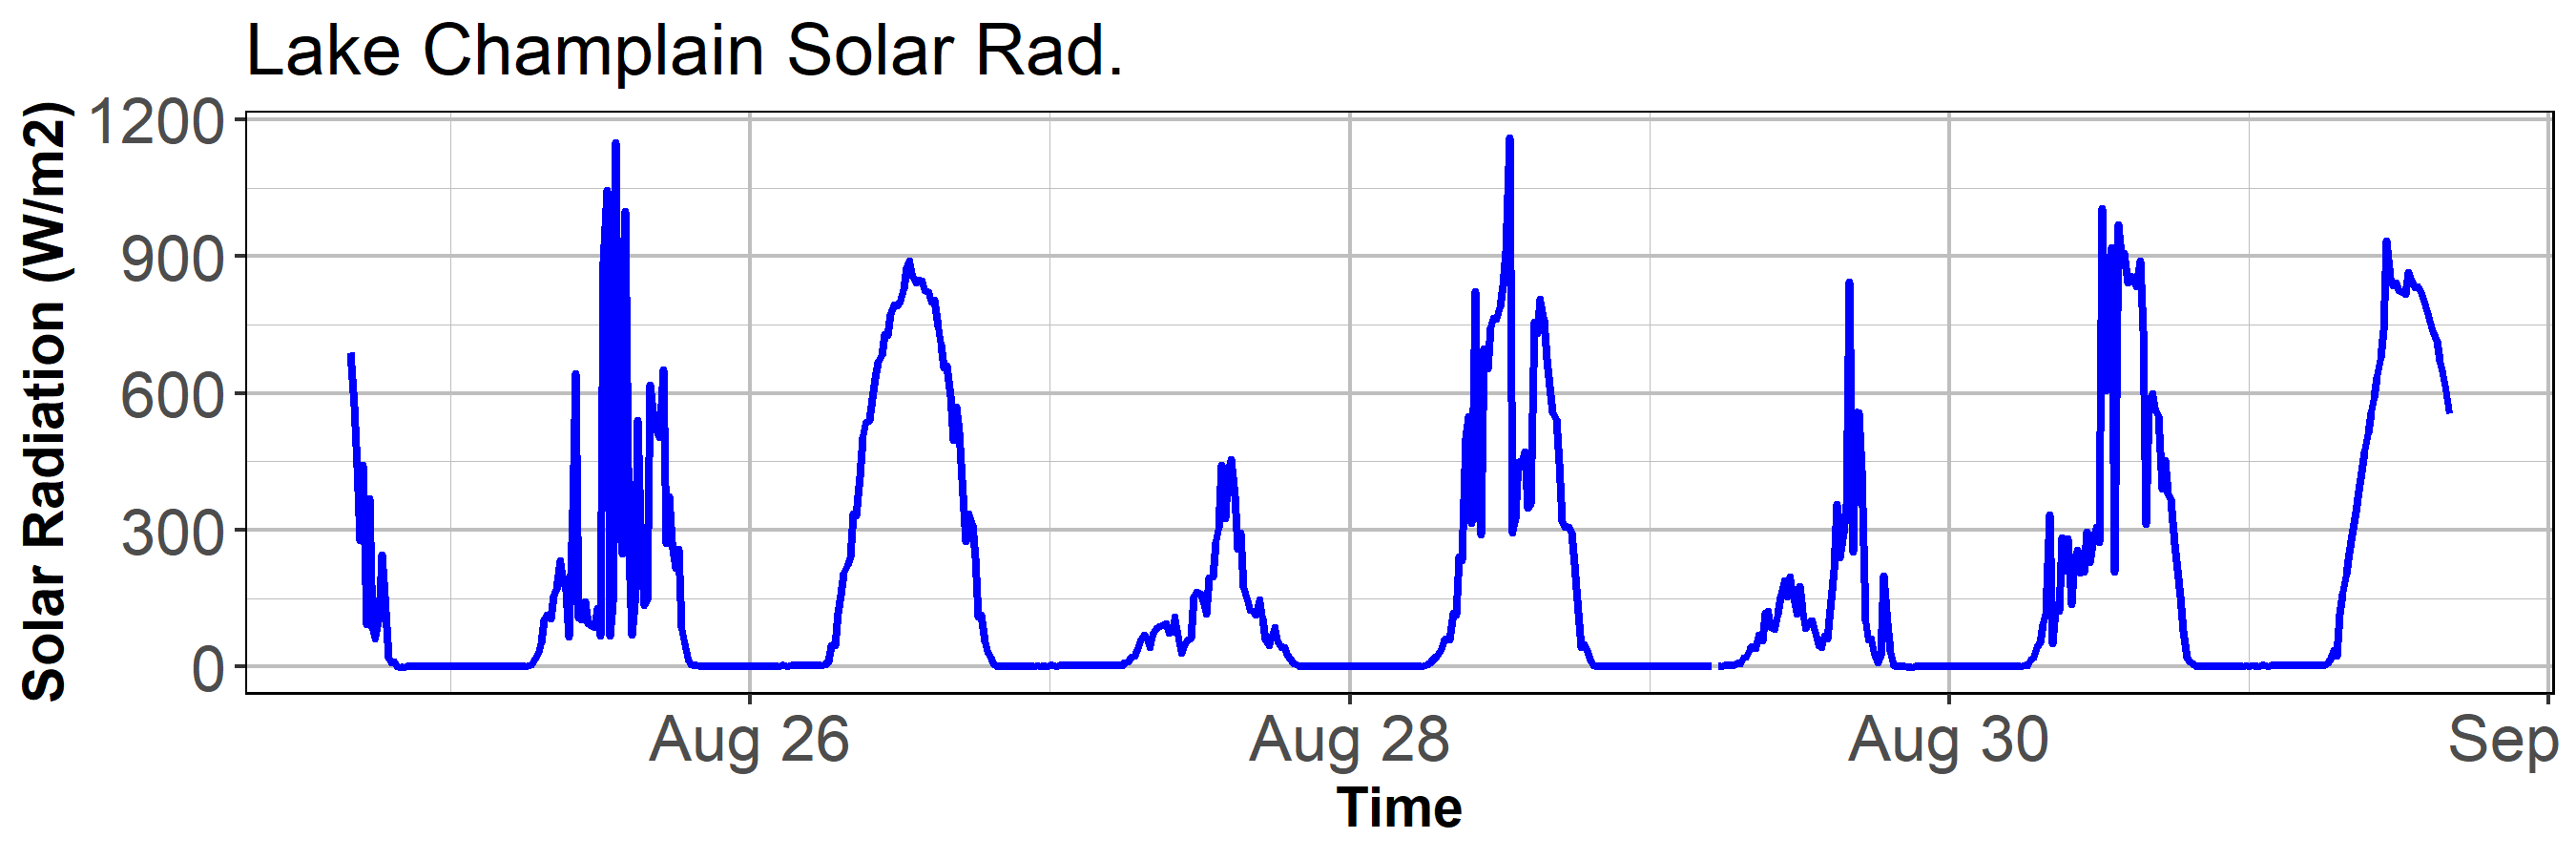 Lake Champlain Solar Rad.
Solar Radiation (W/m2)
1200
900
600
300
0
Aug 26 Aug 28 Aug 30 Sep
Time